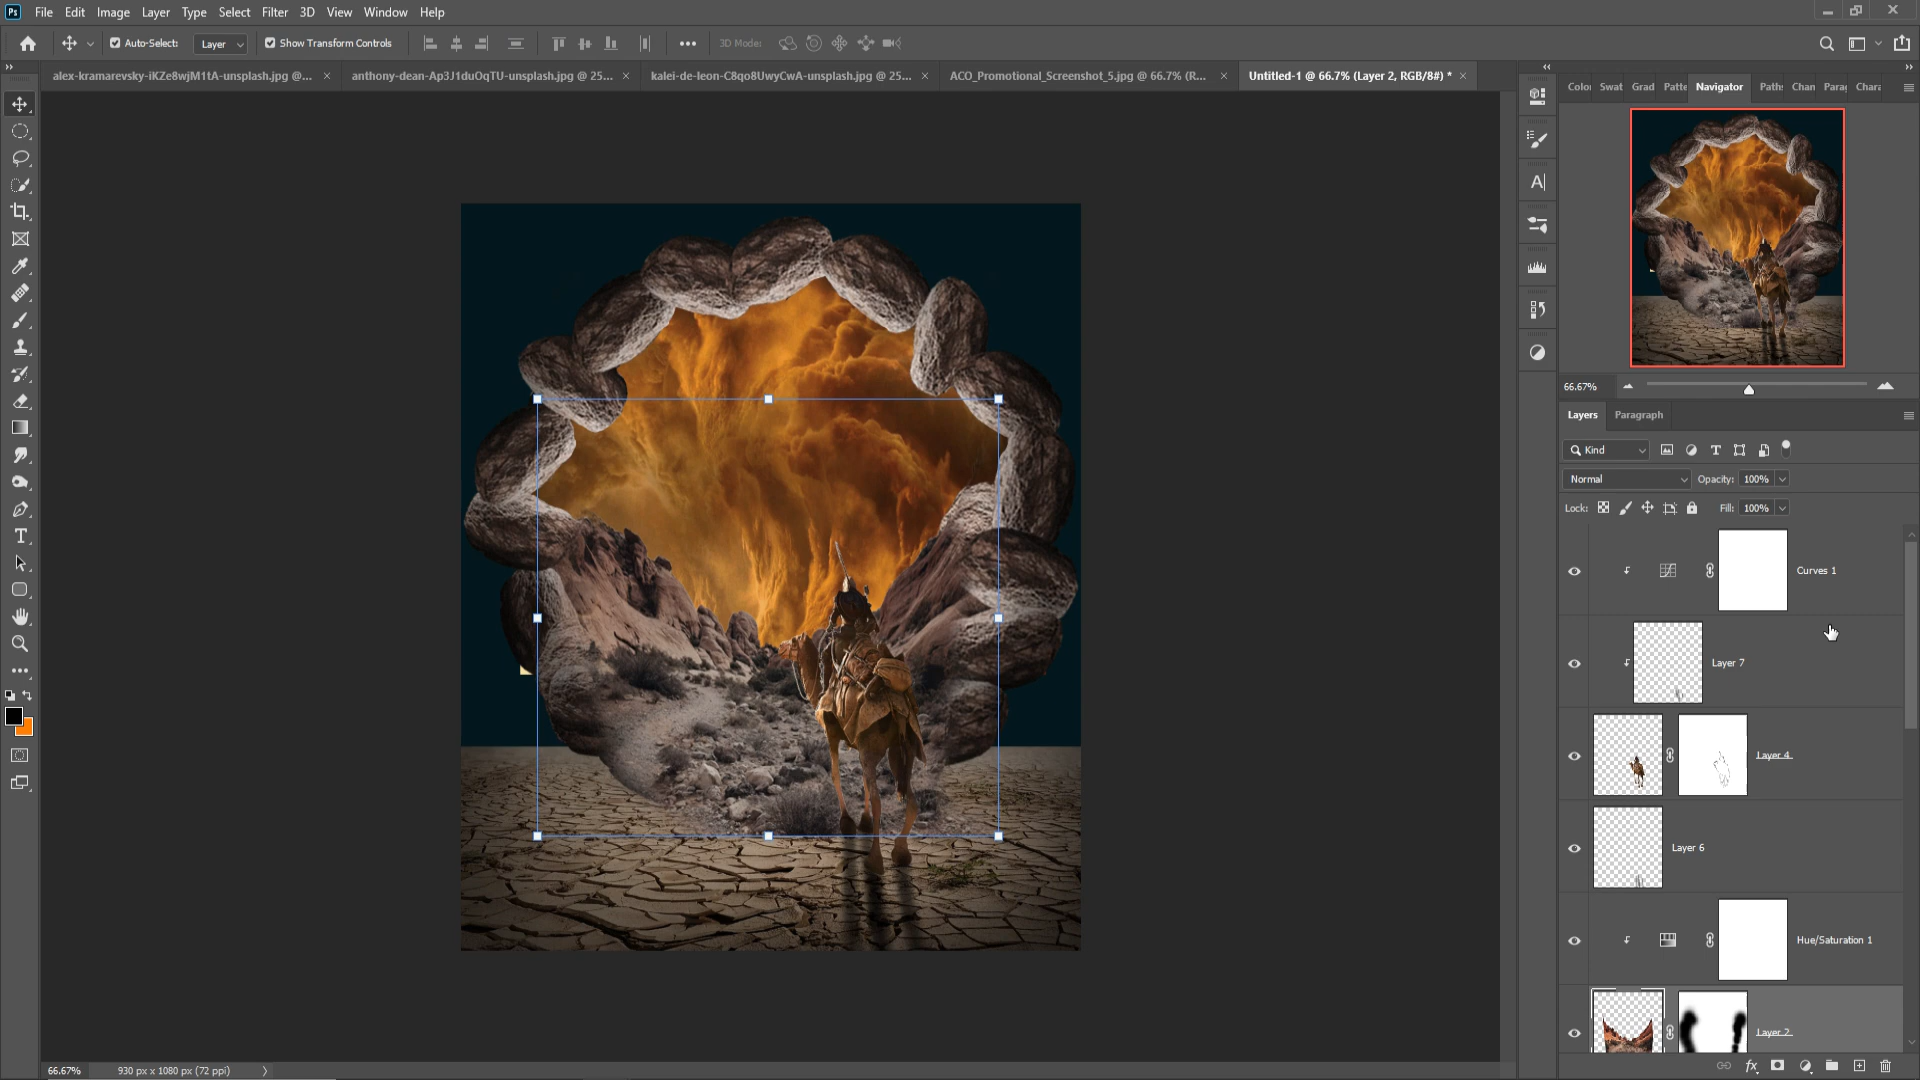 Ps File Edit Image Layer Type Select Filter 3D View Window Help
Auto-Select: Layer Show Transform Controls 3D Mode:
alex-kramarevsky-iKZe8wjM1tA-unsplash.jpg @... × anthony-dean-Ap3J1duOqTU-unsplash.jpg @ 25... × kalei-de-leon-C8qo8UwyCwA-unsplash.jpg @ 25... × ACO_Promotional_Screenshot_5.jpg @ 66.7% (R... × Untitled-1 @ 66.7% (Layer 2, RGB/8#) * ×
Colo Swat Grad Patte Navigator Paths Chan Para Chara
66.67%
Layers Paragraph
Kind
Normal Opacity: 100%
Lock: Fill: 100%
Curves 1
Layer 7
Layer 4
Layer 6
Hue/Saturation 1
Layer 2
66.67% 930 px x 1080 px (72 ppi)